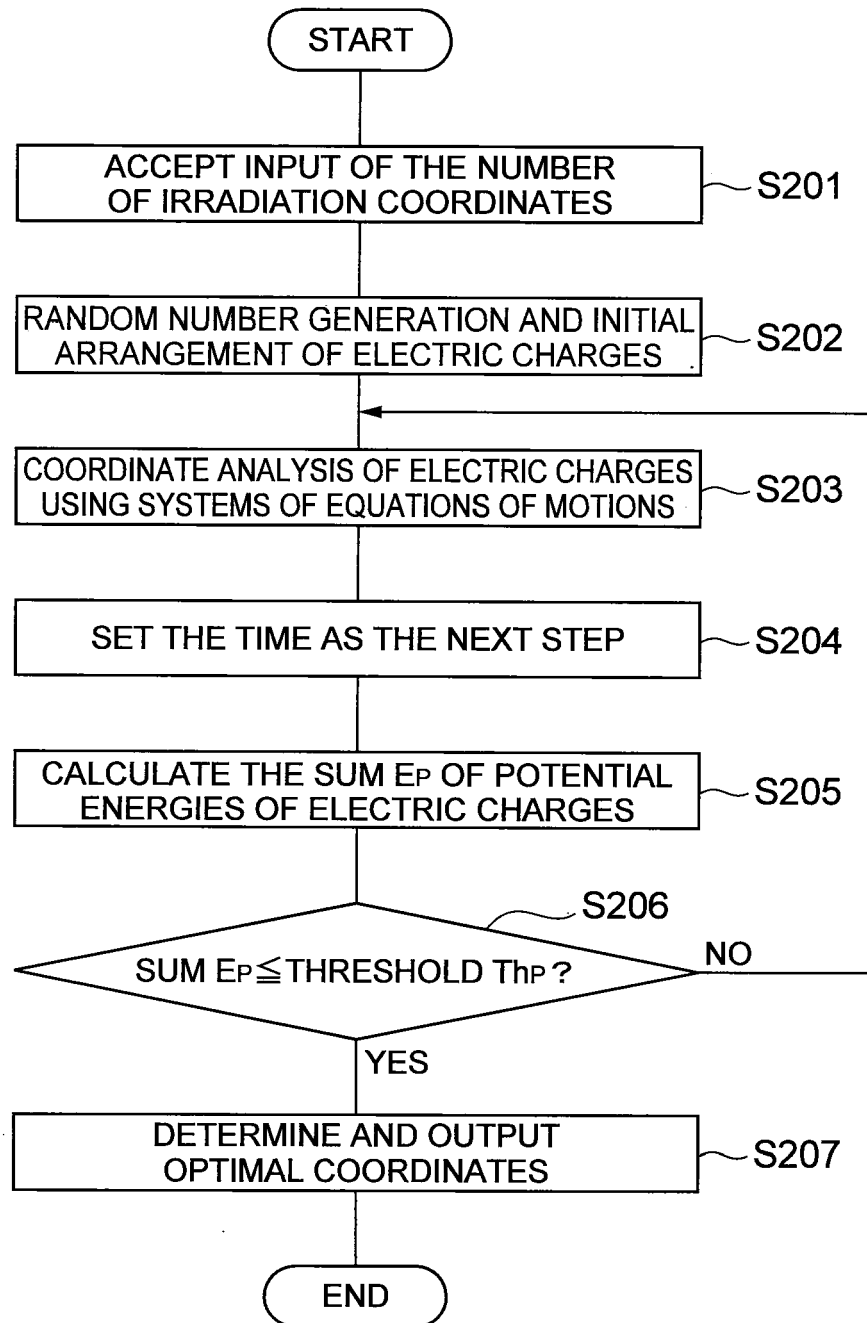 START
ACCEPT INPUT OF THE NUMBER
OF IRRADIATION COORDINATES
S201
RANDOM NUMBER GENERATION AND INITIAL
ARRANGEMENT OF ELECTRIC CHARGES
S202
COORDINATE ANALYSIS OF ELECTRIC CHARGES
USING SYSTEMS OF EQUATIONS OF MOTIONS
S203
SET THE TIME AS THE NEXT STEP
S204
CALCULATE THE SUM EP OF POTENTIAL
ENERGIES OF ELECTRIC CHARGES
S205
S206
SUM EP≦THRESHOLD ThP ?
NO
YES
DETERMINE AND OUTPUT
OPTIMAL COORDINATES
S207
END